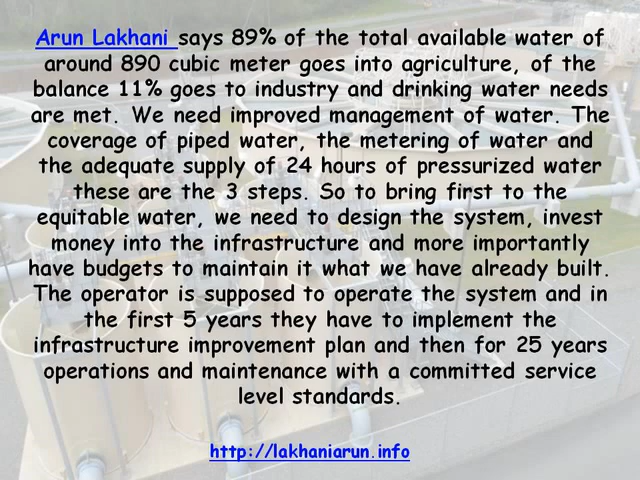 Arun Lakhani says 89% of the total available water of
around 890 cubic meter goes into agriculture, of the
balance 11% goes to industry and drinking water needs
are met. We need improved management of water. The
coverage of piped water, the metering of water and
the adequate supply of 24 hours of pressurized water
these are the 3 steps. So to bring first to the
equitable water, we need to design the system, invest
money into the infrastructure and more importantly
have budgets to maintain it what we have already built.
The operator is supposed to operate the system and in
the first 5 years they have to implement the
infrastructure improvement plan and then for 25 years
operations and maintenance with a committed service
level standards.
http://lakhaniarun.info